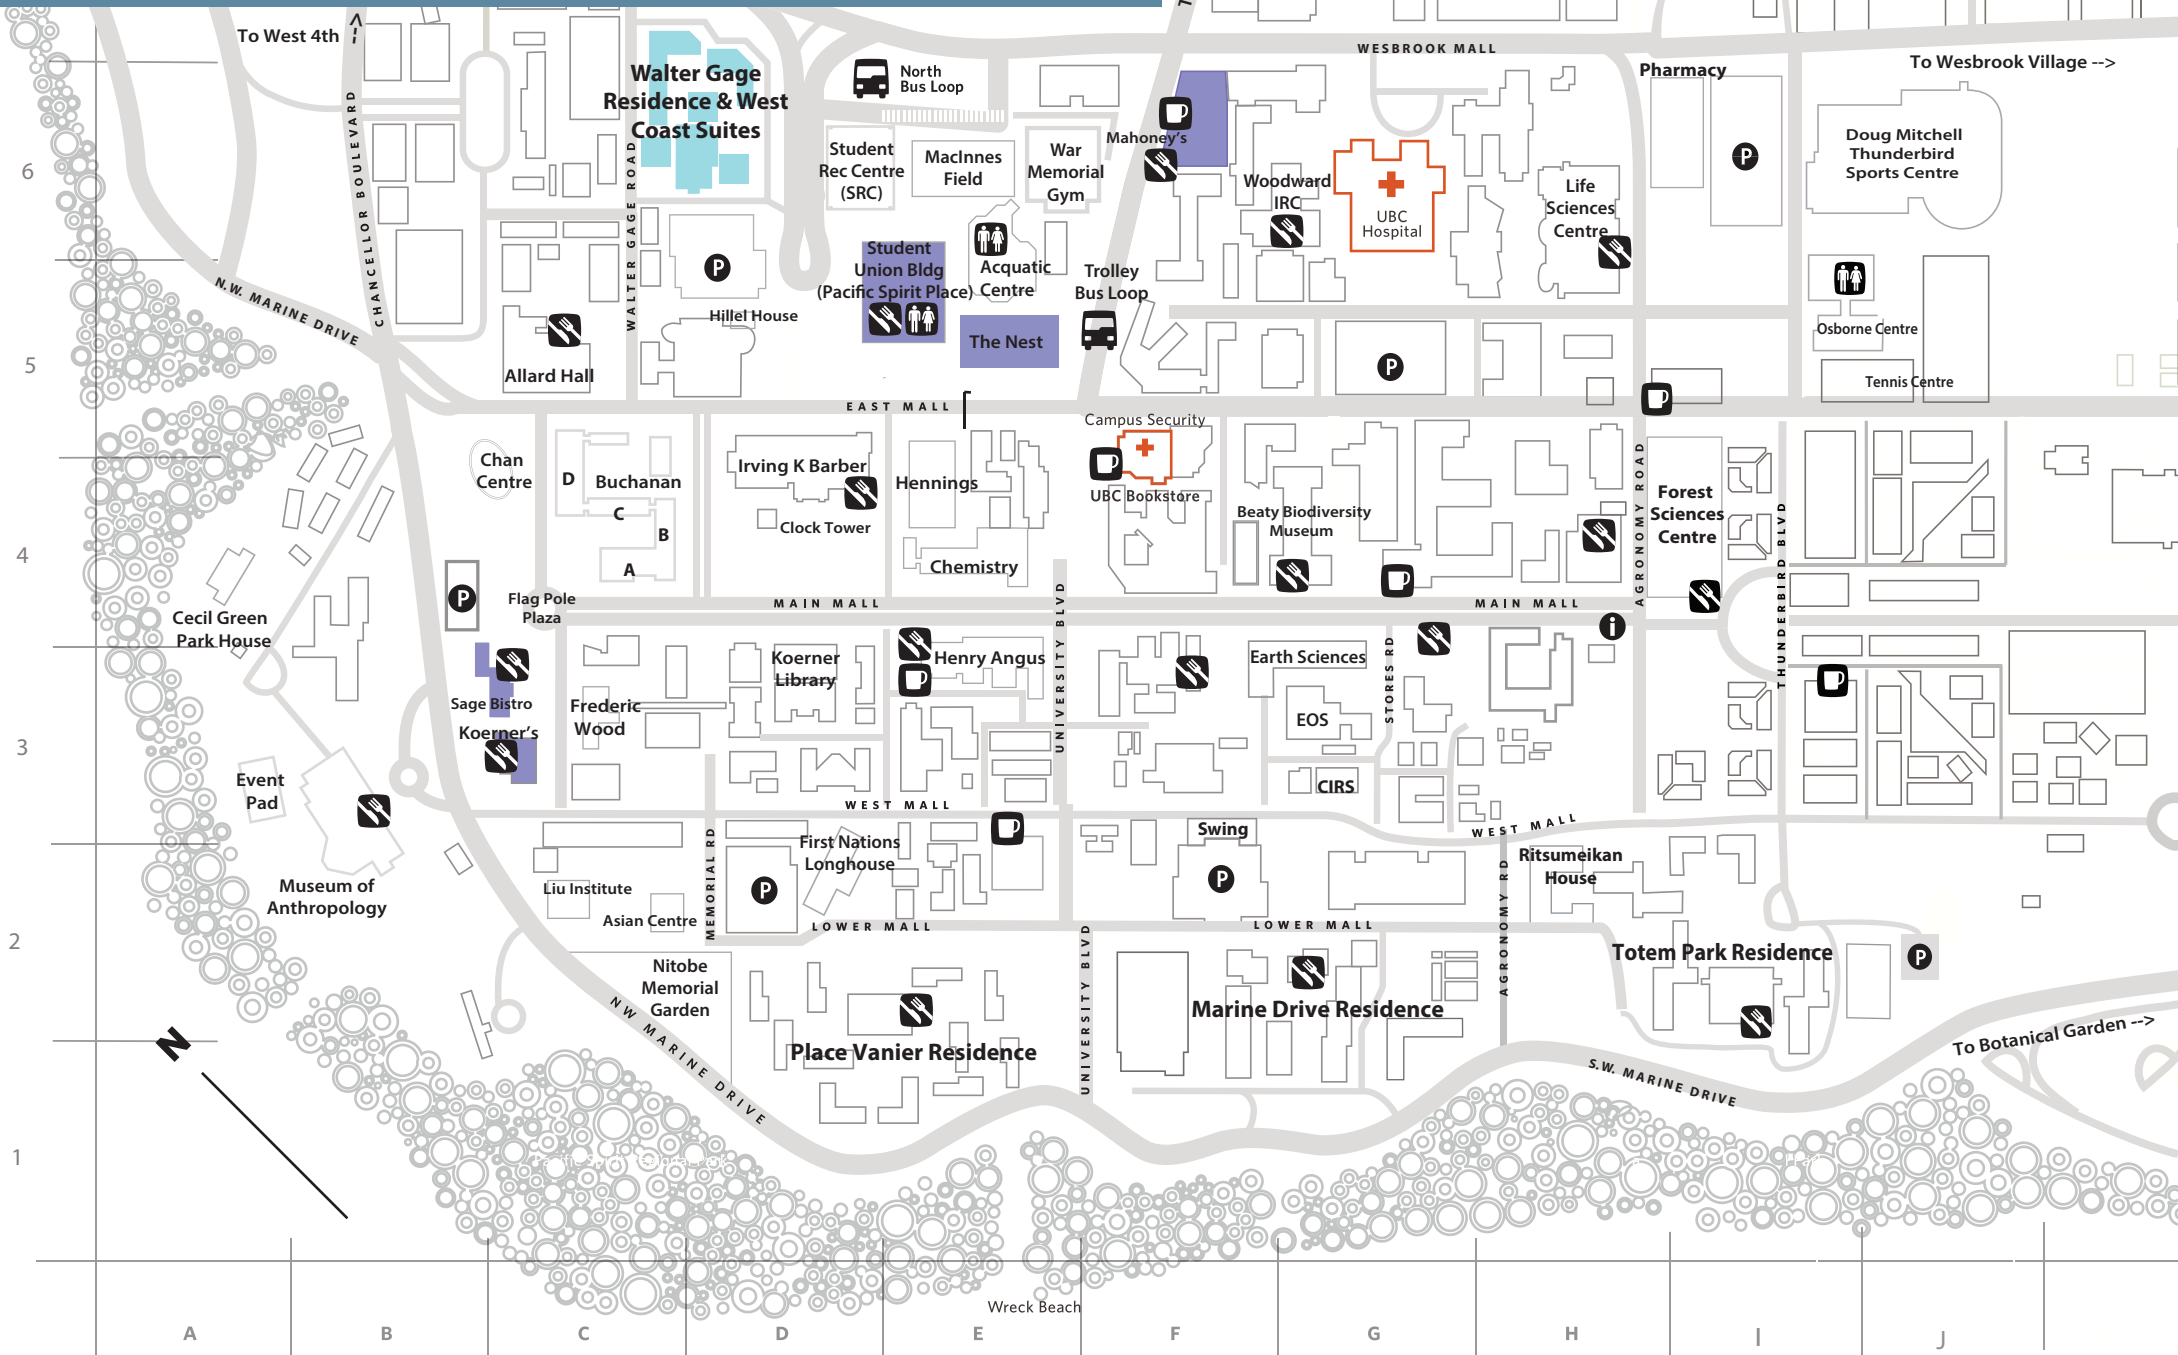 To West 4th -->
WESBROOK MALL
To Wesbrook Village -->
Walter Gage
Residence & West
Coast Suites
North
Bus Loop
Pharmacy
P
Doug Mitchell
Thunderbird
Sports Centre
Student
Rec Centre
(SRC)
MacInnes
Field
War
Memorial
Gym
Mahoney's
Woodward
IRC
UBC
Hospital
Life
Sciences
Centre
6
CHANCELLOR BOULEVARD
WALTER GAGE ROAD
N.W. MARINE DRIVE
P
Student
Union Bldg
(Pacific Spirit Place)
Acquatic
Centre
Trolley
Bus Loop
Hillel House
The Nest
Osborne Centre
5
Allard Hall
P
Tennis Centre
EAST MALL
Campus Security
Chan
Centre
D
Buchanan
C
B
A
Irving K Barber
Clock Tower
Hennings
Chemistry
UBC Bookstore
Beaty Biodiversity
Museum
AGRONOMY ROAD
Forest
Sciences
Centre
THUNDERBIRD BLVD
4
P
Flag Pole
Plaza
Cecil Green
Park House
MAIN MALL
MAIN MALL
UNIVERSITY BLVD
i
Koerner
Library
Henry Angus
Earth Sciences
STORES RD
Sage Bistro
Frederic
Wood
EOS
Koerner's
3
Event
Pad
CIRS
WEST MALL
WEST MALL
Swing
First Nations
Longhouse
MEMORIAL RD
P
P
Ritsumeikan
House
AGRONOMY RD
Museum of
Anthropology
Liu Institute
Asian Centre
LOWER MALL
LOWER MALL
2
Totem Park Residence
P
Nitobe
Memorial
Garden
UNIVERSITY BLVD
Marine Drive Residence
NW MARINE DRIVE
Place Vanier Residence
To Botanical Garden -->
S.W. MARINE DRIVE
N
1
Wreck Beach
A
B
C
D
E
F
G
H
I
J